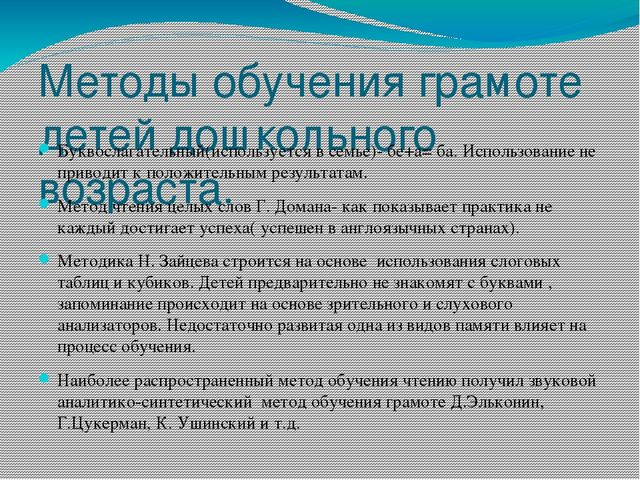 Методы обучения грамоте
детей дошкольного
возраста.
Буквослагательный(используется в семье)- бе+а= ба. Использование не
приводит к положительным результатам.
Метод чтения целых слов Г. Домана- как показывает практика не
каждый достигает успеха( успешен в англоязычных странах).
Методика Н. Зайцева строится на основе использования слоговых
таблиц и кубиков. Детей предварительно не знакомят с буквами ,
запоминание происходит на основе зрительного и слухового
анализаторов. Недостаточно развитая одна из видов памяти влияет на
процесс обучения.
Наиболее распространенный метод обучения чтению получил звуковой
аналитико-синтетический метод обучения грамоте Д.Эльконин,
Г.Цукерман, К. Ушинский и т.д.